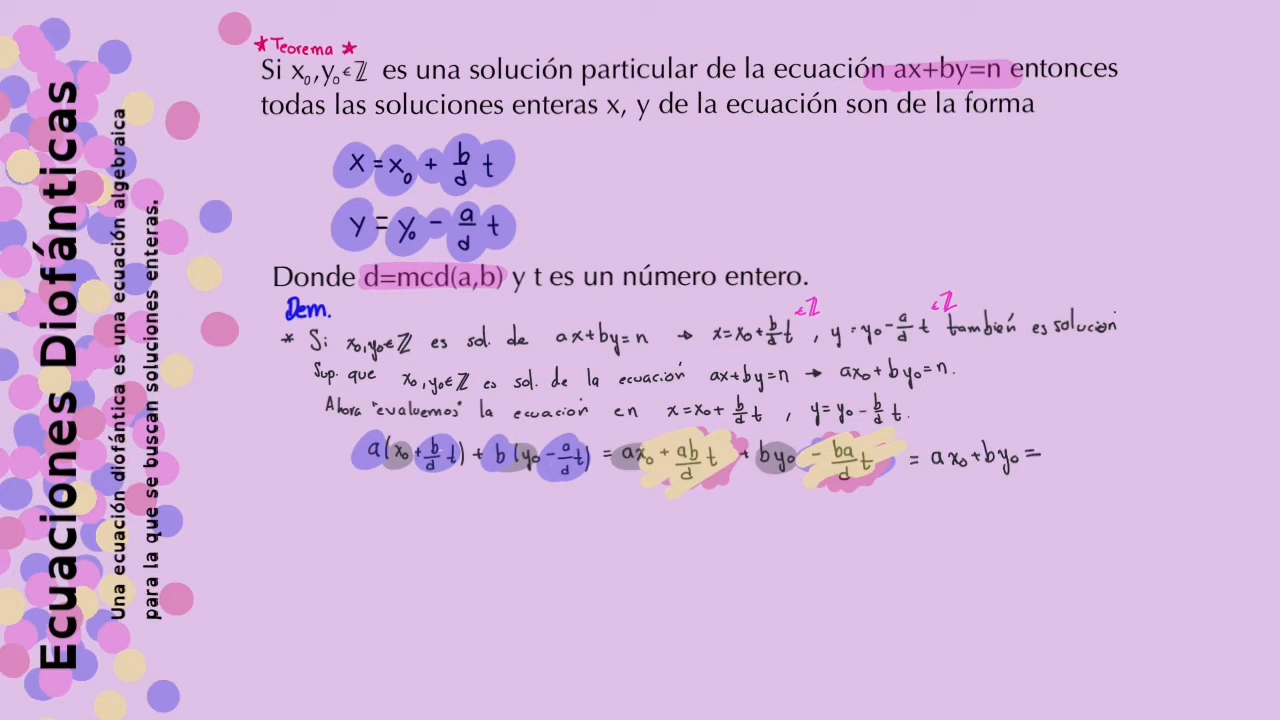 Ecuaciones Diofánticas
Una ecuación diofántica es una ecuación algebraica
para la que se buscan soluciones enteras.
*Teorema*
Si x₀,y₀∈ℤ es una solución particular de la ecuación ax+by=n entonces
todas las soluciones enteras x, y de la ecuación son de la forma
x = x₀ + b/d t
y = y₀ - a/d t
Donde d=mcd(a,b) y t es un número entero.
Dem.
* Si x₀,y₀∈ℤ es sol. de ax+by=n → x=x₀+b/d t ∈ℤ , y=y₀-a/d t ∈ℤ también es solución
Sup. que x₀,y₀∈ℤ es sol. de la ecuación ax+by=n → ax₀+by₀=n.
Ahora "evaluemos" la ecuación en x=x₀+ b/d t , y=y₀- b/d t.
a(x₀+b/d t) + b(y₀-a/d t) = ax₀ + ab/d t + by₀ - ba/d t = ax₀+by₀=